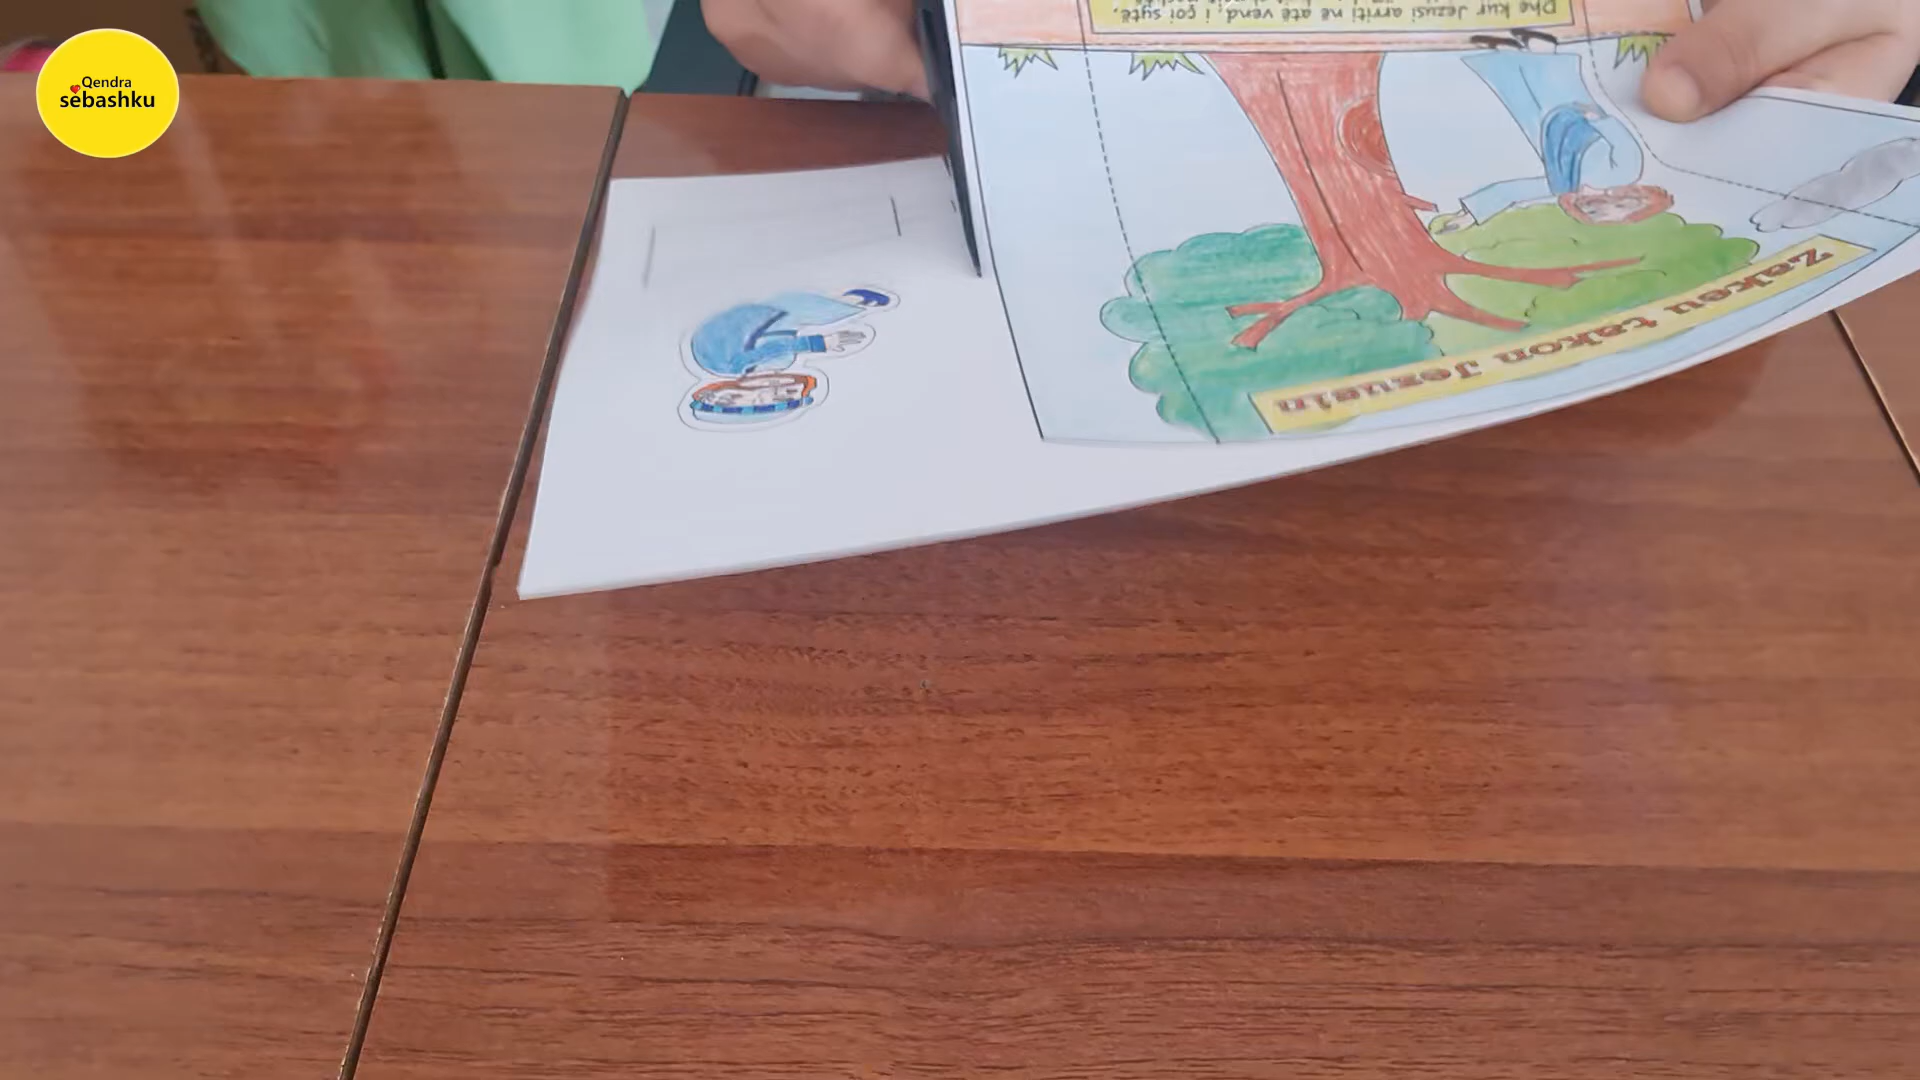 Qendra
sebashku
Zakeu takon Jezusin
Dhe kur Jezusi arriti në atë vend, i çoi sytë,